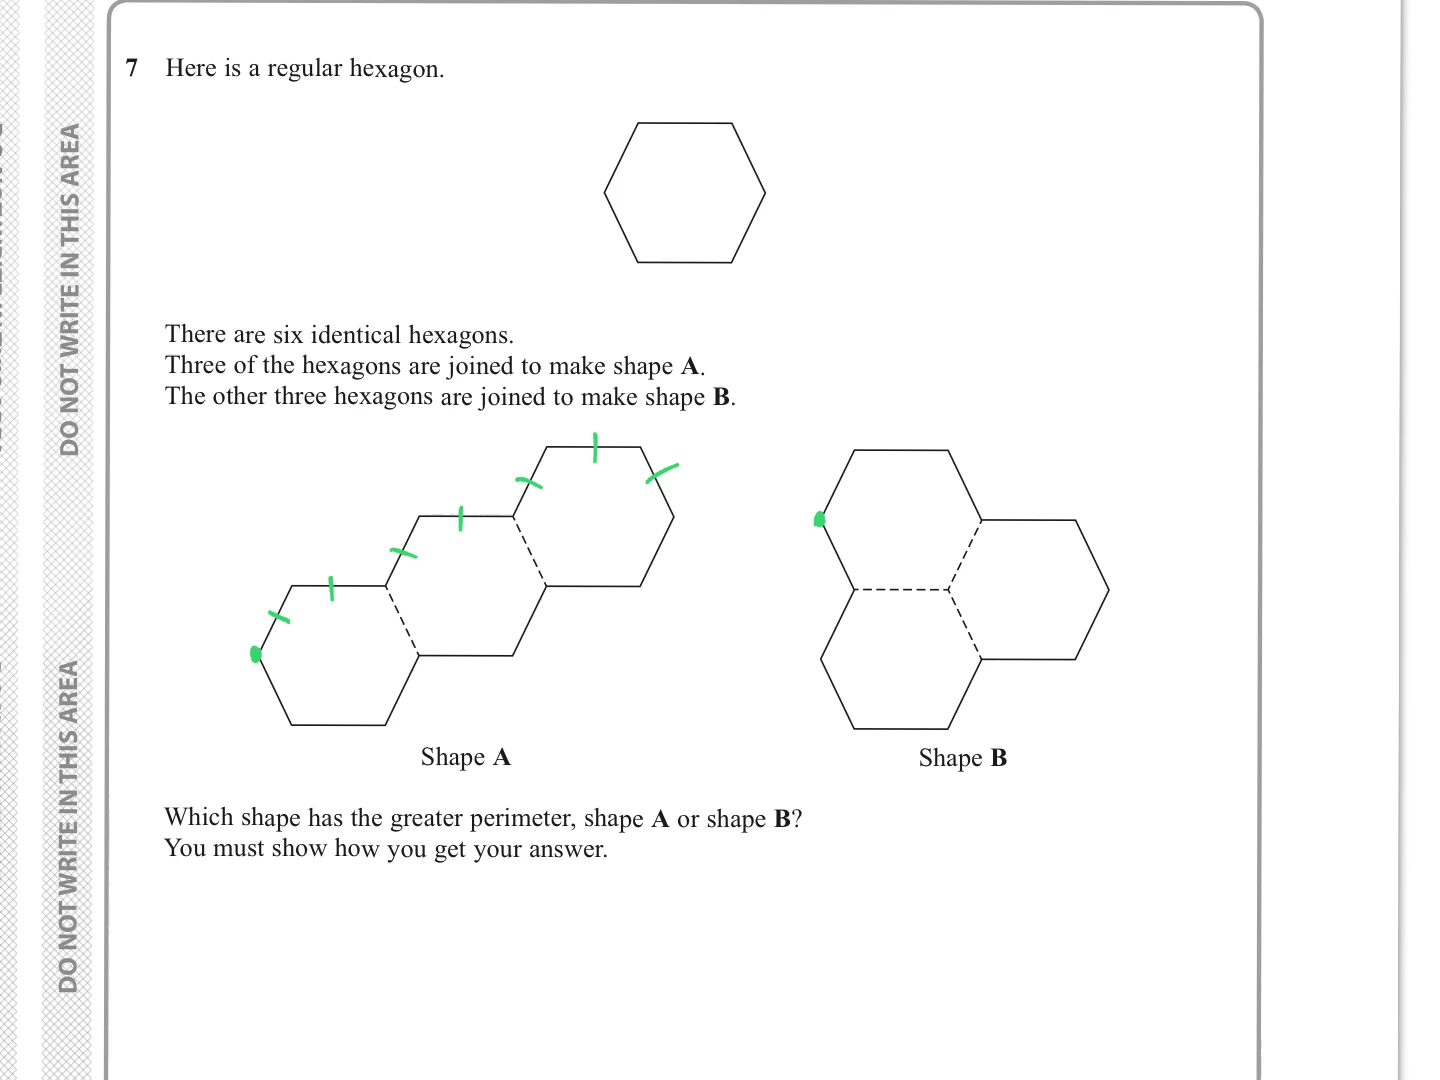 DO NOT WRITE IN THIS AREA
DO NOT WRITE IN THIS AREA
7 Here is a regular hexagon.
There are six identical hexagons.
Three of the hexagons are joined to make shape A.
The other three hexagons are joined to make shape B.
Shape A
Shape B
Which shape has the greater perimeter, shape A or shape B?
You must show how you get your answer.